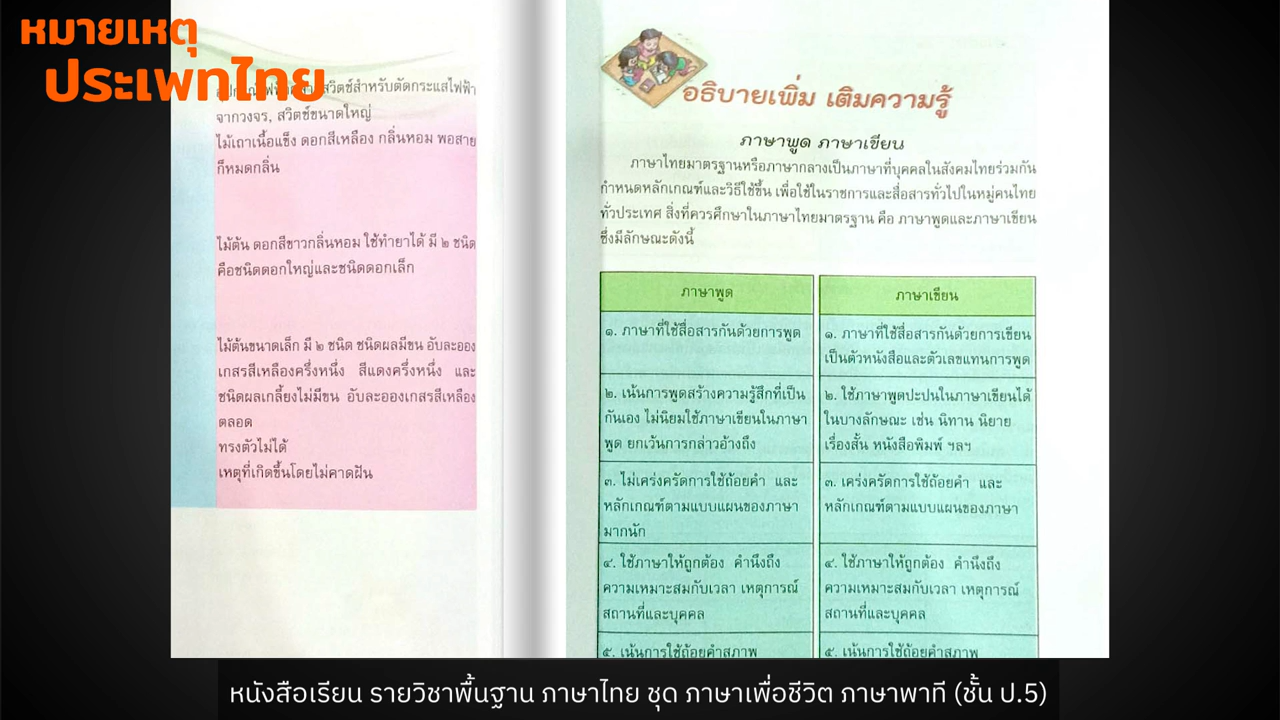 หมายเหตุ
ประเพทไทย
สวิตช์สำหรับตัดกระแสไฟฟ้า
จากวงจร, สวิตช์ขนาดใหญ่
ไม้เถาเนื้อแข็ง ดอกสีเหลือง กลิ่นหอม พอสาย
ก็หมดกลิ่น
ไม้ต้น ดอกสีขาวกลิ่นหอม ใช้ทำยาได้ มี ๒ ชนิด
คือชนิดดอกใหญ่และชนิดดอกเล็ก
ไม้ต้นขนาดเล็ก มี ๒ ชนิด ชนิดผลมีขน อับละออง
เกสรสีเหลืองครึ่งหนึ่ง สีแดงครึ่งหนึ่ง และ
ชนิดผลเกลี้ยงไม่มีขน อับละอองเกสรสีเหลือง
ตลอด
ทรงตัวไม่ได้
เหตุที่เกิดขึ้นโดยไม่คาดฝัน
อธิบายเพิ่ม เติมความรู้
ภาษาพูด ภาษาเขียน
ภาษาไทยมาตรฐานหรือภาษากลางเป็นภาษาที่บุคคลในสังคมไทยร่วมกัน
กำหนดหลักเกณฑ์และวิธีใช้ขึ้น เพื่อใช้ในราชการและสื่อสารทั่วไปในหมู่คนไทย
ทั่วประเทศ สิ่งที่ควรศึกษาในภาษาไทยมาตรฐาน คือ ภาษาพูดและภาษาเขียน
ซึ่งมีลักษณะดังนี้
ภาษาพูด
๑. ภาษาที่ใช้สื่อสารกันด้วยการพูด
๒. เน้นการพูดสร้างความรู้สึกที่เป็น
กันเอง ไม่นิยมใช้ภาษาเขียนในภาษา
พูด ยกเว้นการกล่าวอ้างถึง
๓. ไม่เคร่งครัดการใช้ถ้อยคำ และ
หลักเกณฑ์ตามแบบแผนของภาษา
มากนัก
๔. ใช้ภาษาให้ถูกต้อง คำนึงถึง
ความเหมาะสมกับเวลา เหตุการณ์
สถานที่และบุคคล
๕. เน้นการใช้ถ้อยคำสุภาพ
ภาษาเขียน
๑. ภาษาที่ใช้สื่อสารกันด้วยการเขียน
เป็นตัวหนังสือและตัวเลขแทนการพูด
๒. ใช้ภาษาพูดปะปนในภาษาเขียนได้
ในบางลักษณะ เช่น นิทาน นิยาย
เรื่องสั้น หนังสือพิมพ์ ฯลฯ
๓. เคร่งครัดการใช้ถ้อยคำ และ
หลักเกณฑ์ตามแบบแผนของภาษา
๔. ใช้ภาษาให้ถูกต้อง คำนึงถึง
ความเหมาะสมกับเวลา เหตุการณ์
สถานที่และบุคคล
๕. เน้นการใช้ถ้อยคำสุภาพ
หนังสือเรียน รายวิชาพื้นฐาน ภาษาไทย ชุด ภาษาเพื่อชีวิต ภาษาพาที (ชั้น ป.5)